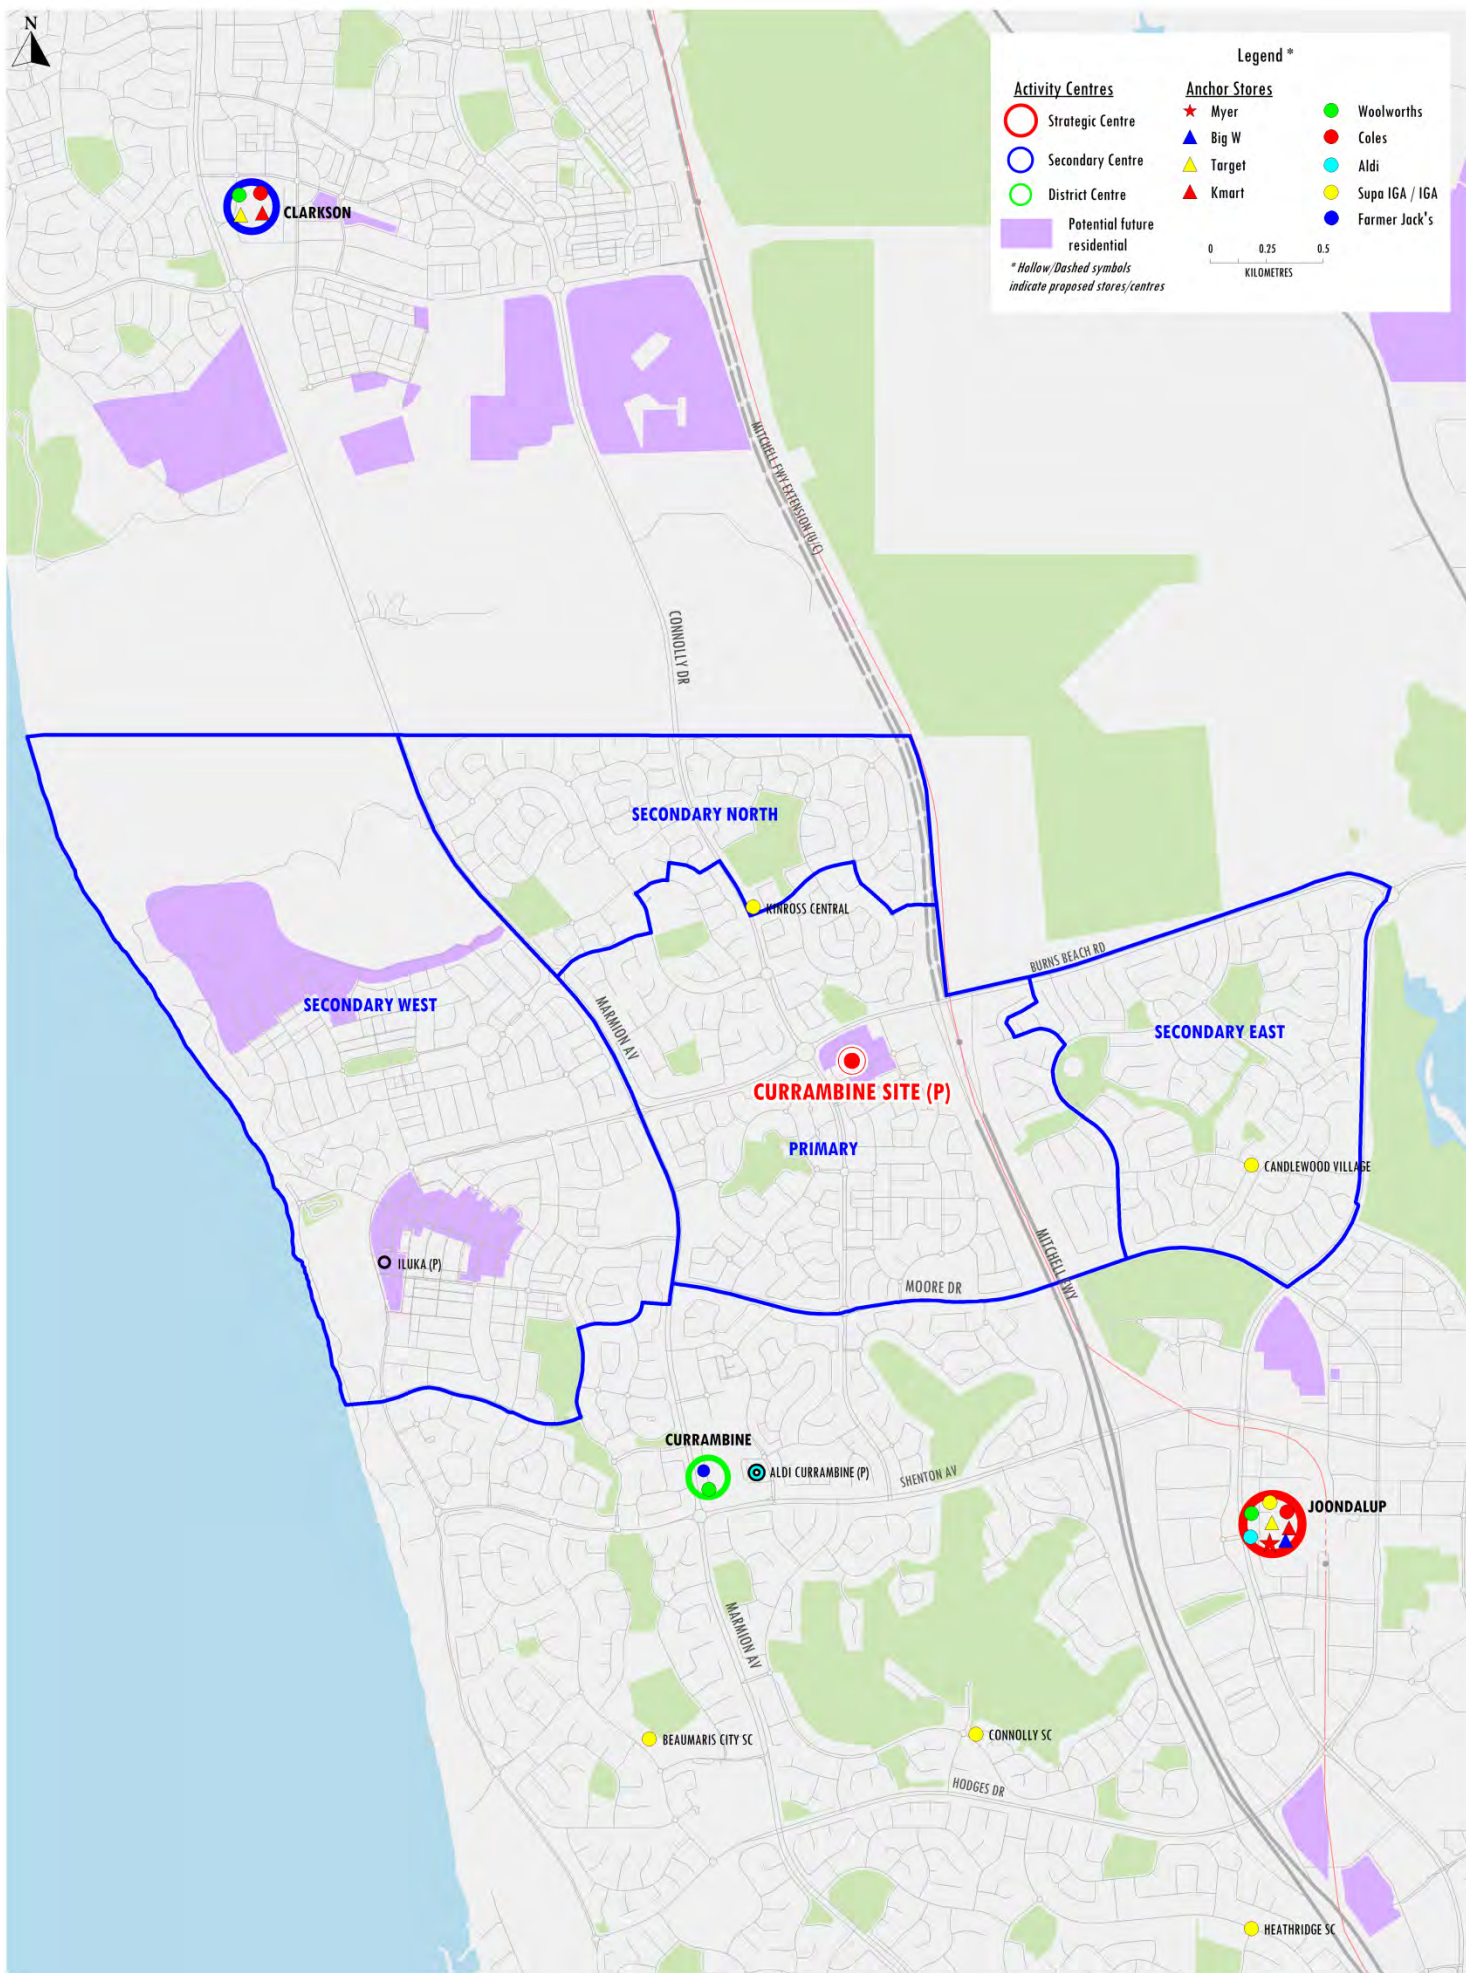 N
Legend *
Activity Centres
Strategic Centre
Secondary Centre
District Centre
Potential future
residential
* Hollow/Dashed symbols
indicate proposed stores/centres
Anchor Stores
Myer
Big W
Target
Kmart
Woolworths
Coles
Aldi
Supa IGA / IGA
Farmer Jack's
0 0.25 0.5
KILOMETRES
CLARKSON
MITCHELL FWY EXTENSION (U/C)
CONNOLLY DR
SECONDARY NORTH
KINROSS CENTRAL
BURNS BEACH RD
SECONDARY WEST
MARMION AV
SECONDARY EAST
CURRAMBINE SITE (P)
PRIMARY
CANDLEWOOD VILLAGE
ILUKA (P)
MITCHELL FWY
MOORE DR
CURRAMBINE
ALDI CURRAMBINE (P)
SHENTON AV
JOONDALUP
MARMION AV
BEAUMARIS CITY SC
CONNOLLY SC
HODGES DR
HEATHRIDGE SC